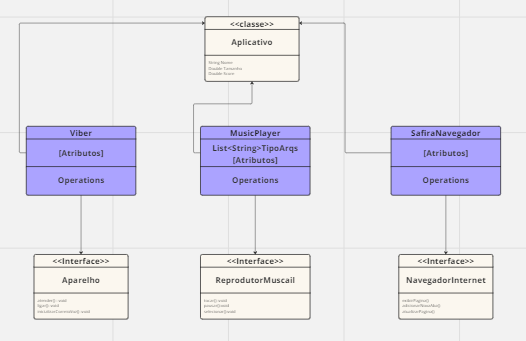 <<classe>>
Aplicativo
String Nome
Double Tamanho
Double Score
Viber
[Atributos]
Operations
MusicPlayer
List<String>TipoArqs
[Atributos]
Operations
SafiraNavegador
[Atributos]
Operations
<<Interface>>
Aparelho
atender() : void
ligar() : void
iniciarCorreioVoz() : void
<<Interface>>
ReprodutorMuscail
tocar() void
pausar() void
selecionar() void
<<Interface>>
NavegadorInternet
exibirPagina()
adicionarNovaAba()
atualizarPagina()